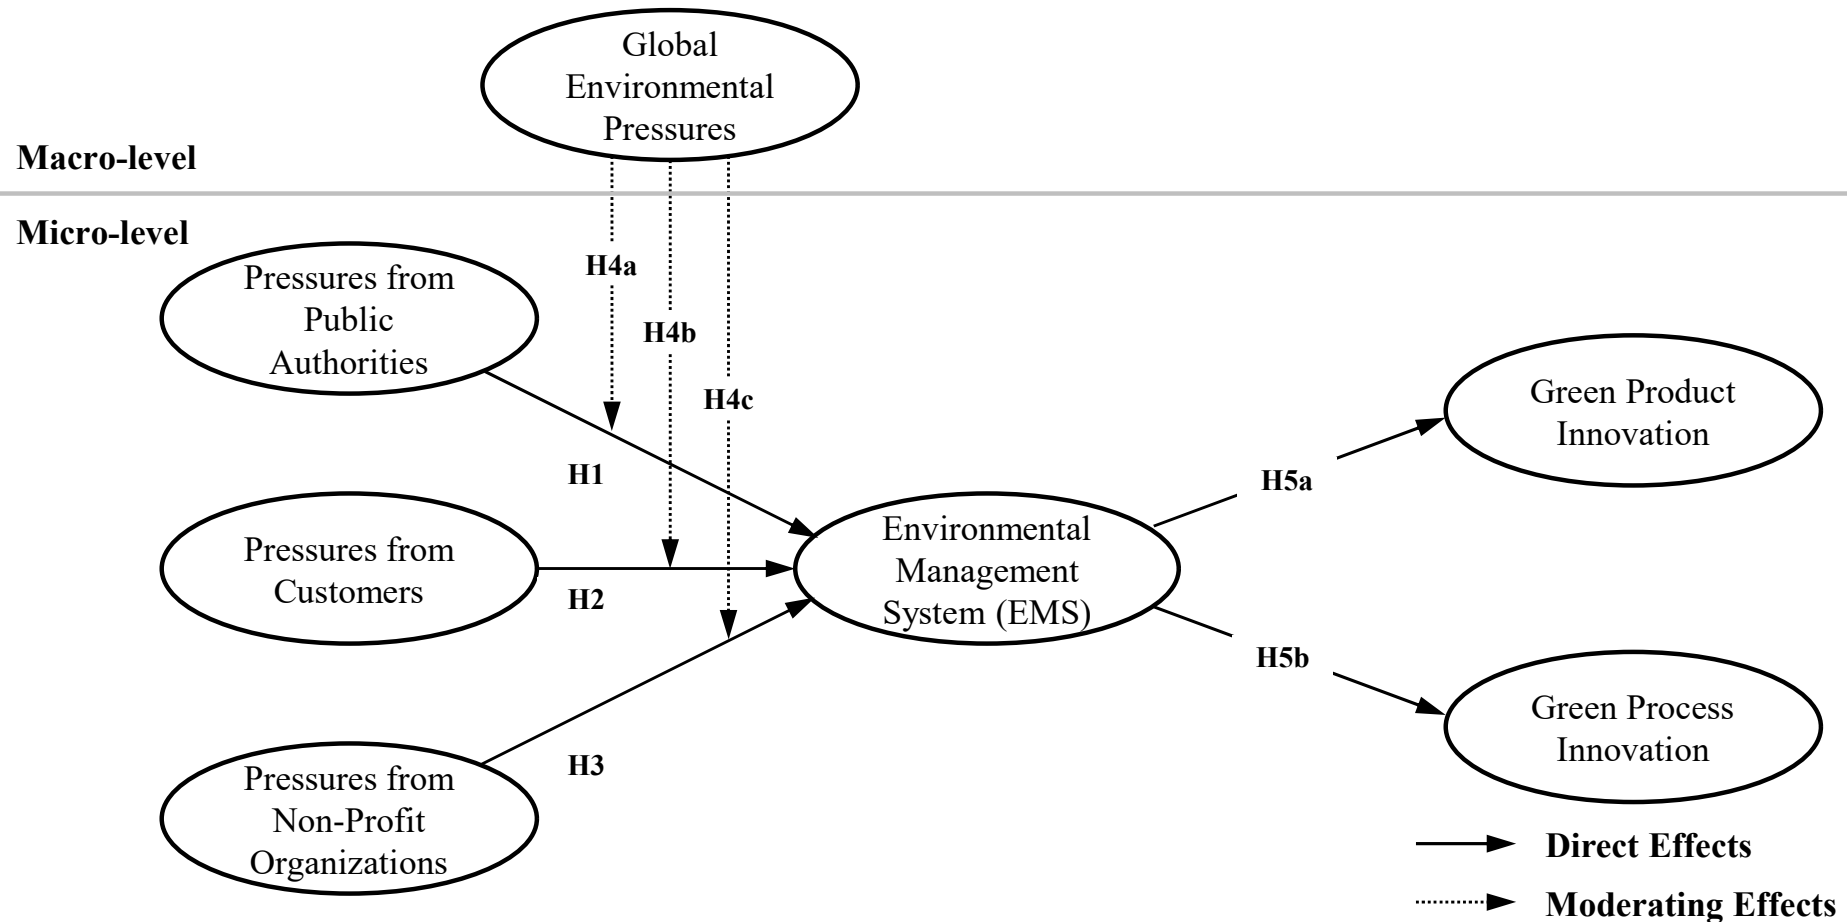 Global
Environmental
Pressures
Macro-level
Micro-level
Pressures from
Public
Authorities
H4a
H4b
H4c
H1
Pressures from
Customers
H2
Environmental
Management
System (EMS)
H3
Pressures from
Non-Profit
Organizations
H5a
Green Product
Innovation
H5b
Green Process
Innovation
Direct Effects
Moderating Effects